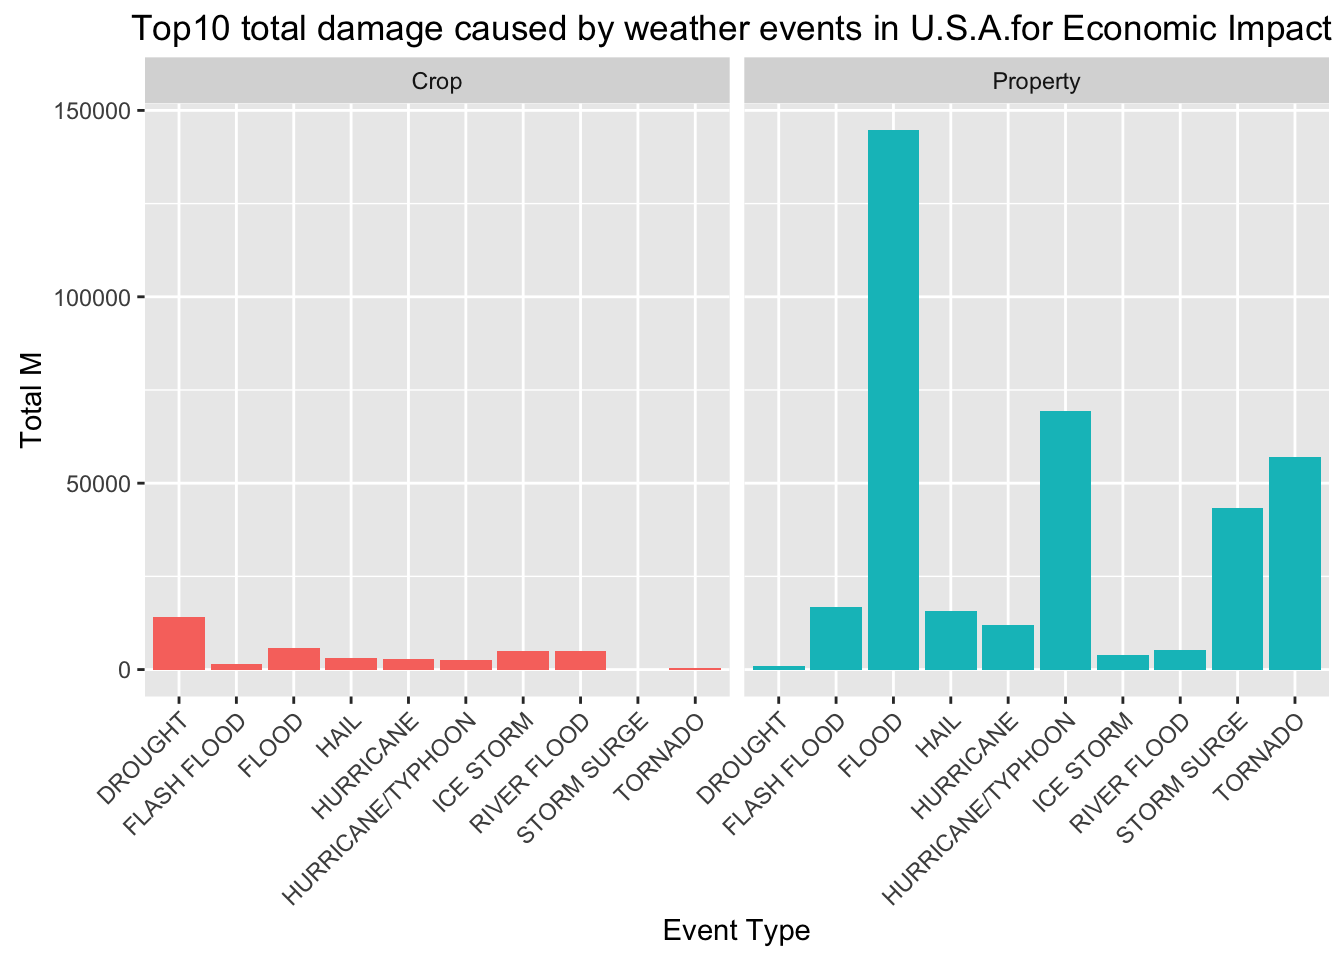 Top10 total damage caused by weather events in U.S.A.for Economic Impact
Crop
Property
Total M
150000
100000
50000
0
DROUGHT
FLASH FLOOD
FLOOD
HAIL
HURRICANE
HURRICANE/TYPHOON
ICE STORM
RIVER FLOOD
STORM SURGE
TORNADO
DROUGHT
FLASH FLOOD
FLOOD
HAIL
HURRICANE
HURRICANE/TYPHOON
ICE STORM
RIVER FLOOD
STORM SURGE
TORNADO
Event Type